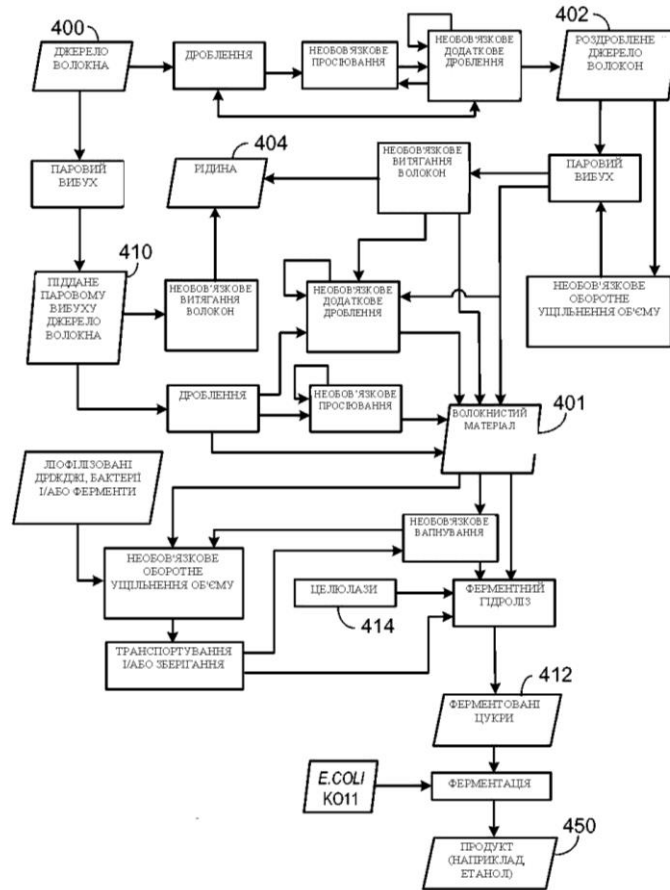 400
ДЖЕРЕЛО
ВОЛОКНА
ДРОБЛЕННЯ
НЕОБОВ'ЯЗКОВЕ
ПРОСІЮВАННЯ
НЕОБОВ'ЯЗКОВЕ
ДОДАТКОВЕ
ДРОБЛЕННЯ
402
РОЗДРОБЛЕНЕ
ДЖЕРЕЛО
ВОЛОКОН
ПАРОВИЙ
ВИБУХ
404
РІДИНА
НЕОБОВ'ЯЗКОВЕ
ВИТЯГАННЯ
ВОЛОКОН
ПАРОВИЙ
ВИБУХ
410
ПІДДАНЕ
ПАРОВОМУ
ВИБУХУ
ДЖЕРЕЛО
ВОЛОКНА
НЕОБОВ'ЯЗКОВЕ
ВИТЯГАННЯ
ВОЛОКОН
НЕОБОВ'ЯЗКОВЕ
ДОДАТКОВЕ
ДРОБЛЕННЯ
НЕОБОВ'ЯЗКОВЕ
ОБОРОТНЕ
УЩІЛЬНЕННЯ ОБ'ЄМУ
ДРОБЛЕННЯ
НЕОБОВ'ЯЗКОВЕ
ПРОСІЮВАННЯ
ВОЛОКНИСТИЙ
МАТЕРІАЛ
401
ЛІОФІЛІЗОВАНІ
ДРІЖДЖІ, БАКТЕРІЇ
І/АБО ФЕРМЕНТИ
НЕОБОВ'ЯЗКОВЕ
ВАПНУВАННЯ
НЕОБОВ'ЯЗКОВЕ
ОБОРОТНЕ
УЩІЛЬНЕННЯ ОБ'ЄМУ
ЦЕЛЮЛАЗИ
414
ФЕРМЕНТНИЙ
ГІДРОЛІЗ
ТРАНСПОРТУВАННЯ
І/АБО ЗБЕРІГАННЯ
412
ФЕРМЕНТОВАНІ
ЦУКРИ
E.COLI
KO11
ФЕРМЕНТАЦІЯ
ПРОДУКТ
(НАПРИКЛАД,
ЕТАНОЛ)
450